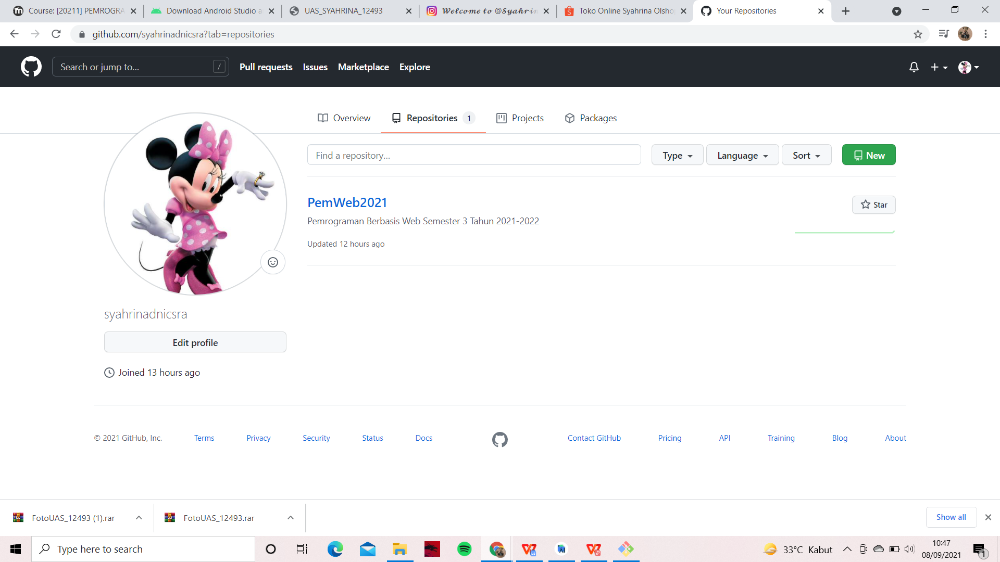 Course: [20211] PEMROGRA
Download Android Studio a
UAS_SYAHRINA_12493
𝓦𝓮𝓵𝓬𝓸𝓶𝓮 𝓽𝓸 @𝓢𝔂𝓪𝓱𝓻𝓲𝓷
Toko Online Syahrina Olsho
Your Repositories
github.com/syahrinadnicsra?tab=repositories
Search or jump to...
/
Pull requests
Issues
Marketplace
Explore
Overview
Repositories 1
Projects
Packages
Find a repository...
Type
Language
Sort
New
PemWeb2021
Star
Pemrograman Berbasis Web Semester 3 Tahun 2021-2022
Updated 12 hours ago
syahrinadnicsra
Edit profile
Joined 13 hours ago
© 2021 GitHub, Inc.
Terms
Privacy
Security
Status
Docs
Contact GitHub
Pricing
API
Training
Blog
About
FotoUAS_12493 (1).rar
FotoUAS_12493.rar
Show all
Type here to search
33°C Kabut
10:47
08/09/2021
1